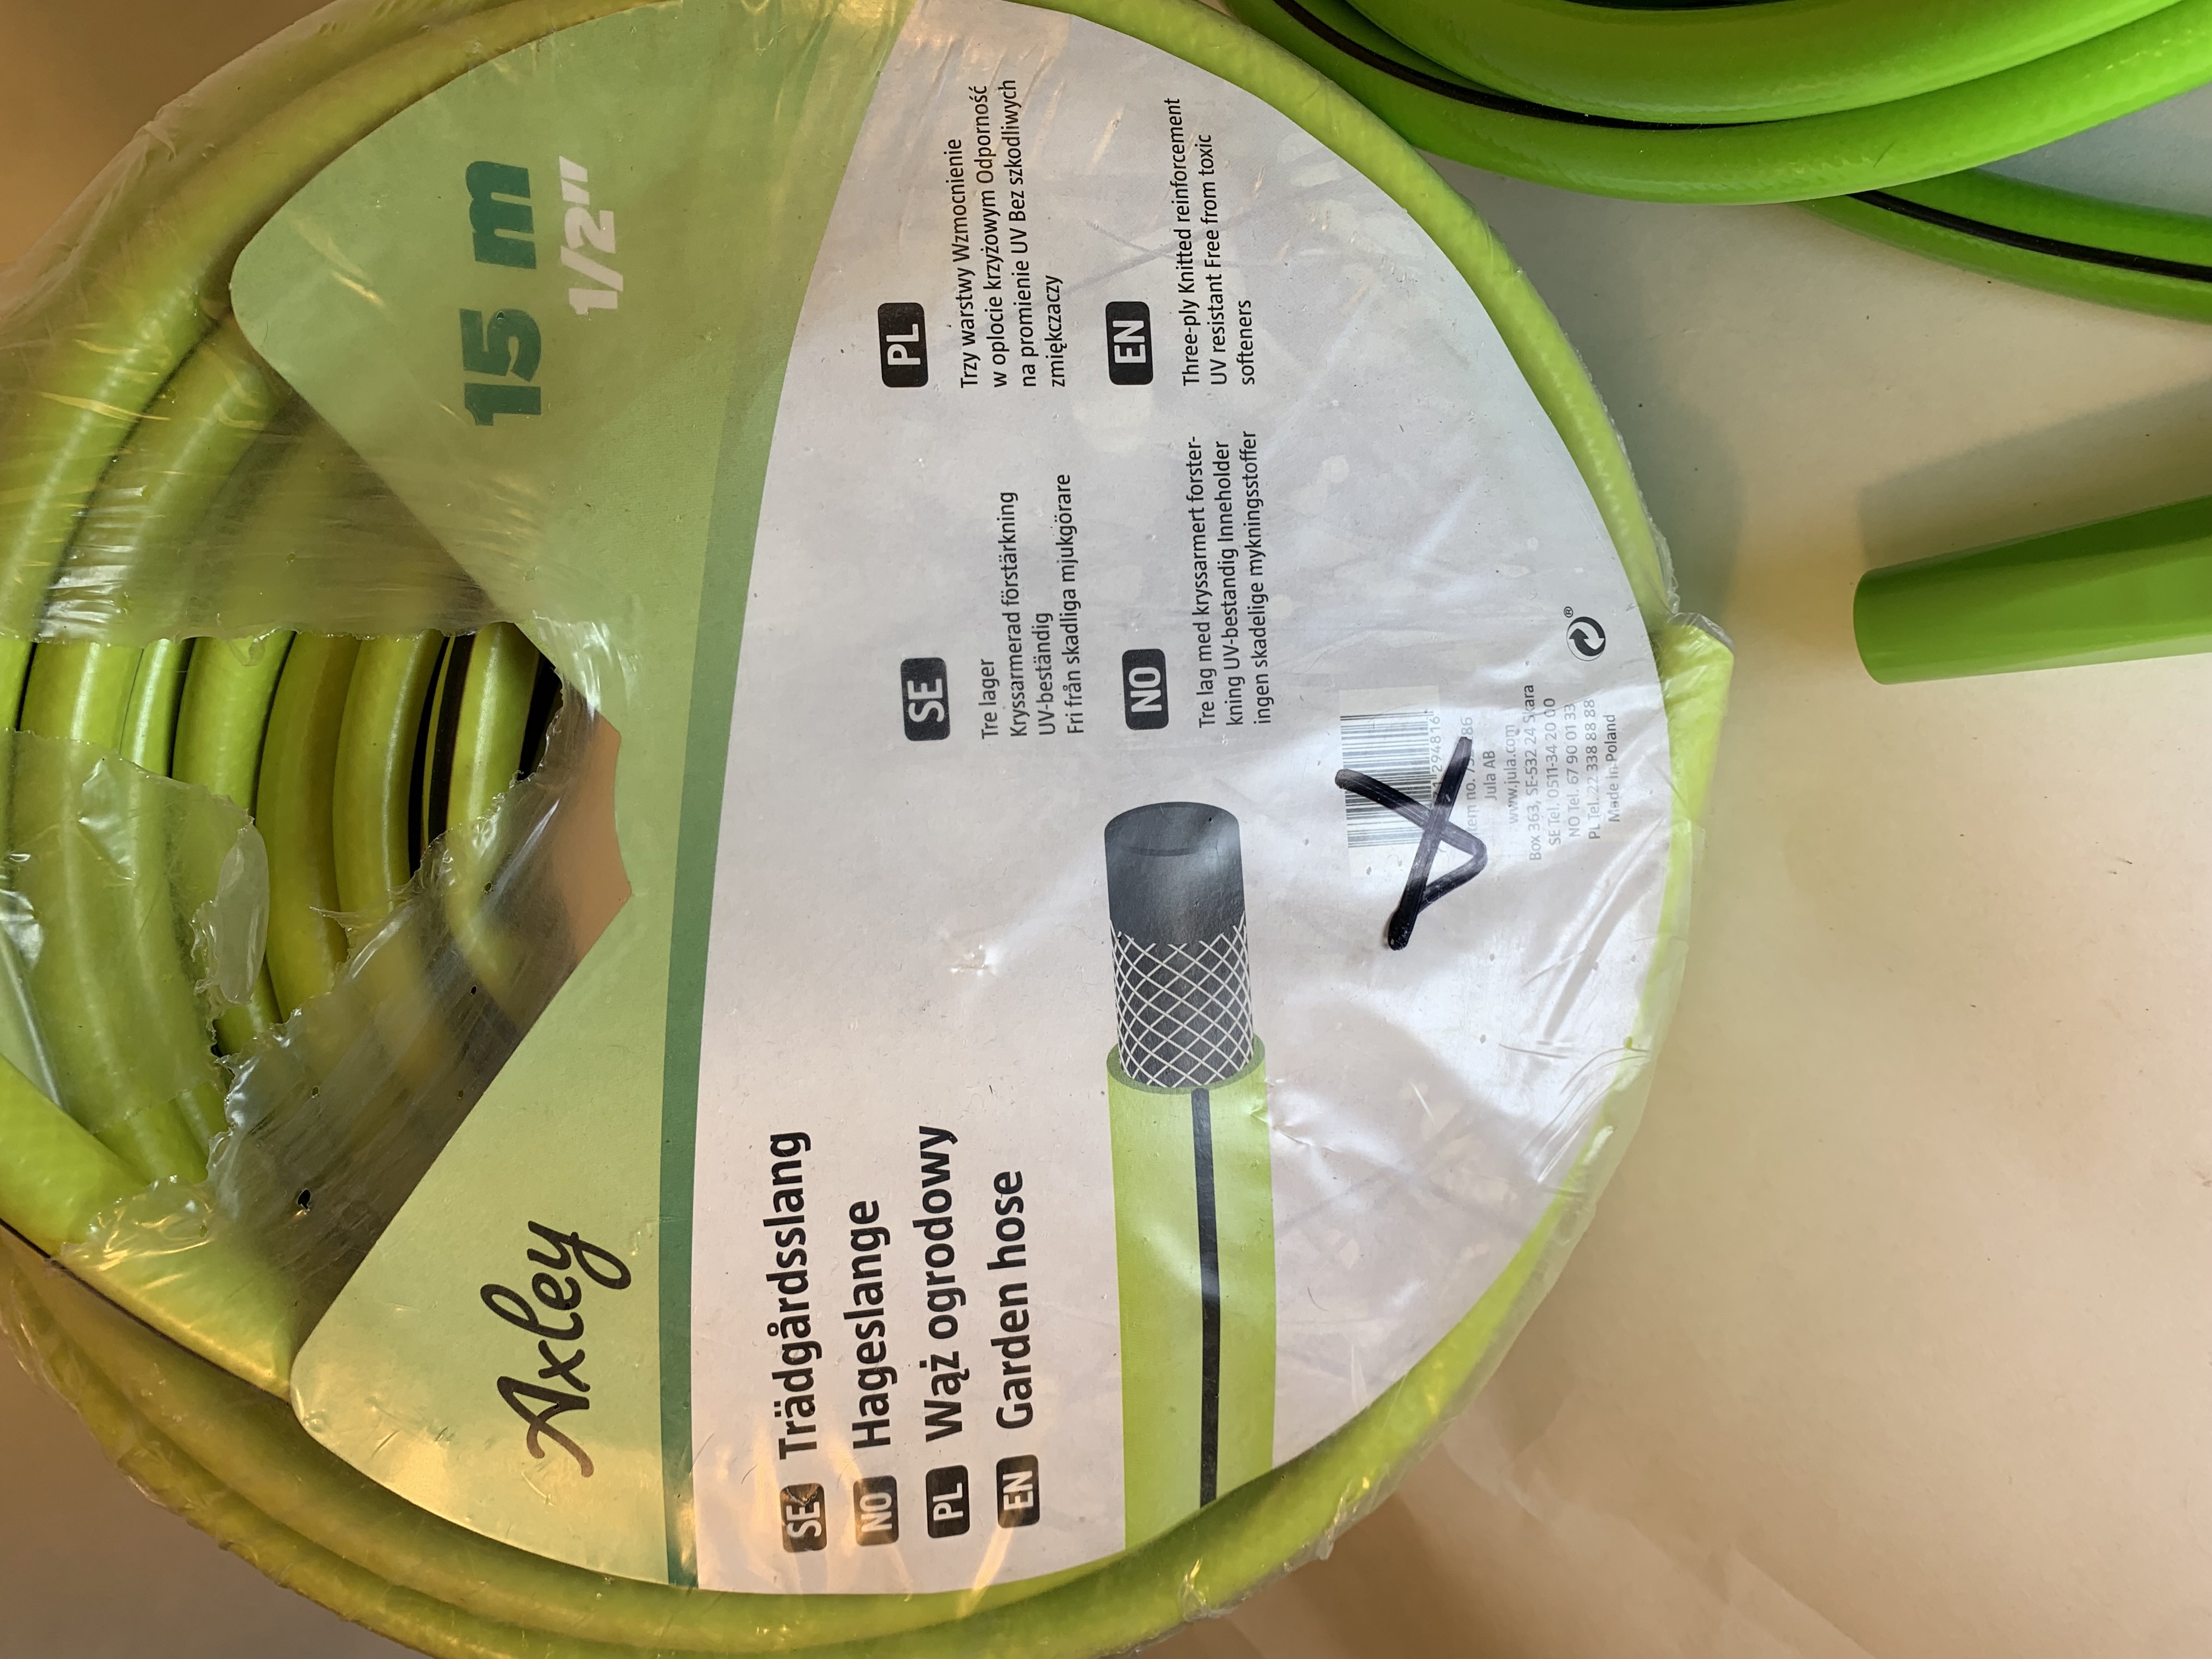 Axley
15 m
1/2"
SE Trädgårdsslang
NO Hageslange
PL Wąż ogrodowy
EN Garden hose
SE
Tre lager
Kryssarmerad förstärkning
UV-beständig
Fri från skadliga mjukgörare
PL
Trzy warstwy Wzmocnienie
w oplocie krzyżowym Odporność
na promienie UV Bez szkodliwych
zmiękczaczy
NO
Tre lag med kryssarmert forster-
kning UV-bestandig Inneholder
ingen skadelige mykningsstoffer
EN
Three-ply Knitted reinforcement
UV resistant Free from toxic
softeners
Item no.
Jula AB
www.jula.com
Box 363, SE-532 24 Skara
SE Tel. 0511-34 20 00
NO Tel. 67 90 01 33
PL Tel. 22 338 88 88
Made in Poland
®